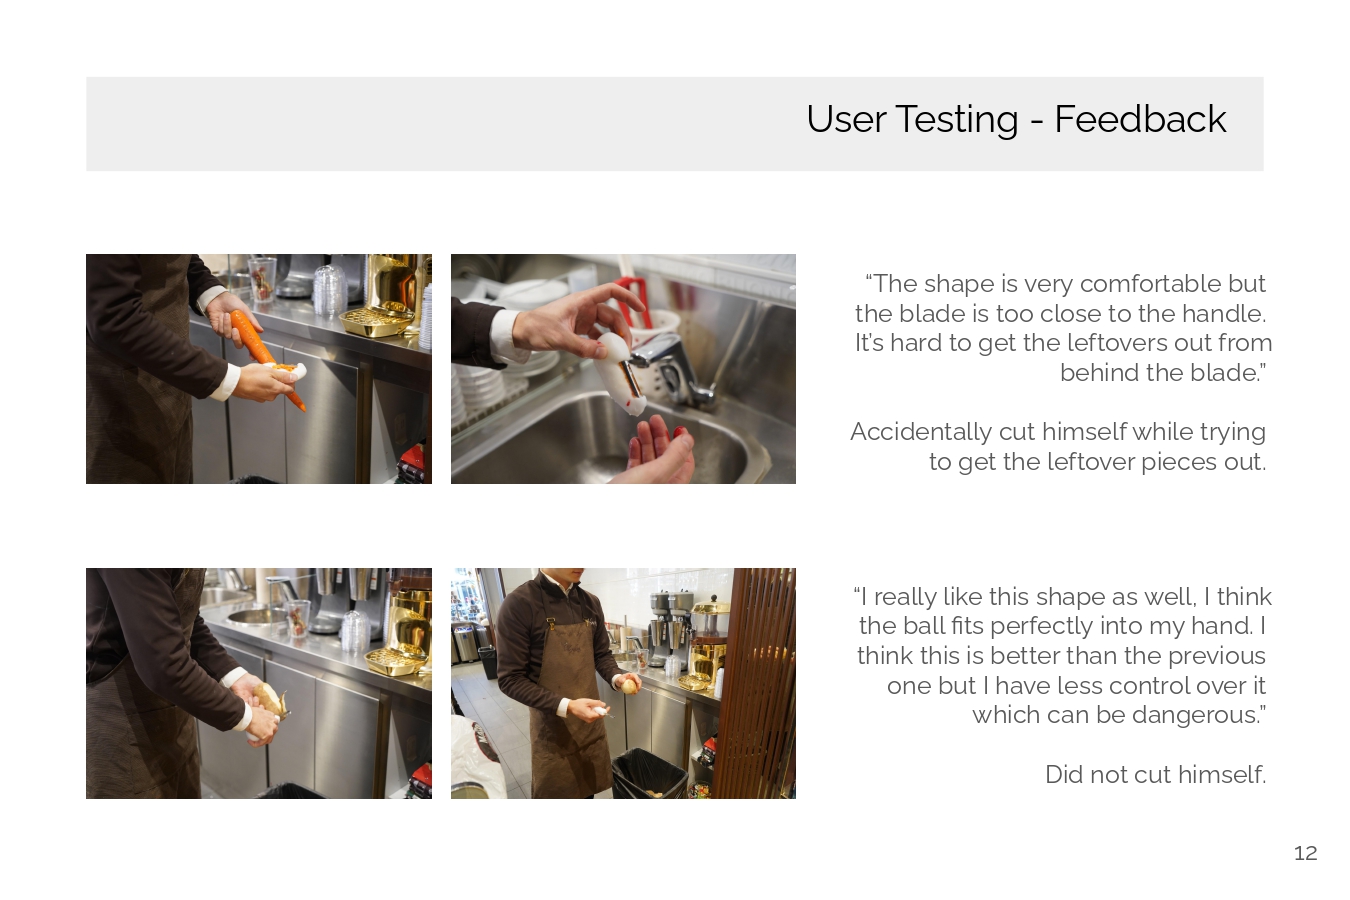 User Testing - Feedback
“The shape is very comfortable but
the blade is too close to the handle.
It’s hard to get the leftovers out from
behind the blade.”
Accidentally cut himself while trying
to get the leftover pieces out.
“I really like this shape as well, I think
the ball fits perfectly into my hand. I
think this is better than the previous
one but I have less control over it
which can be dangerous.”
Did not cut himself.
12